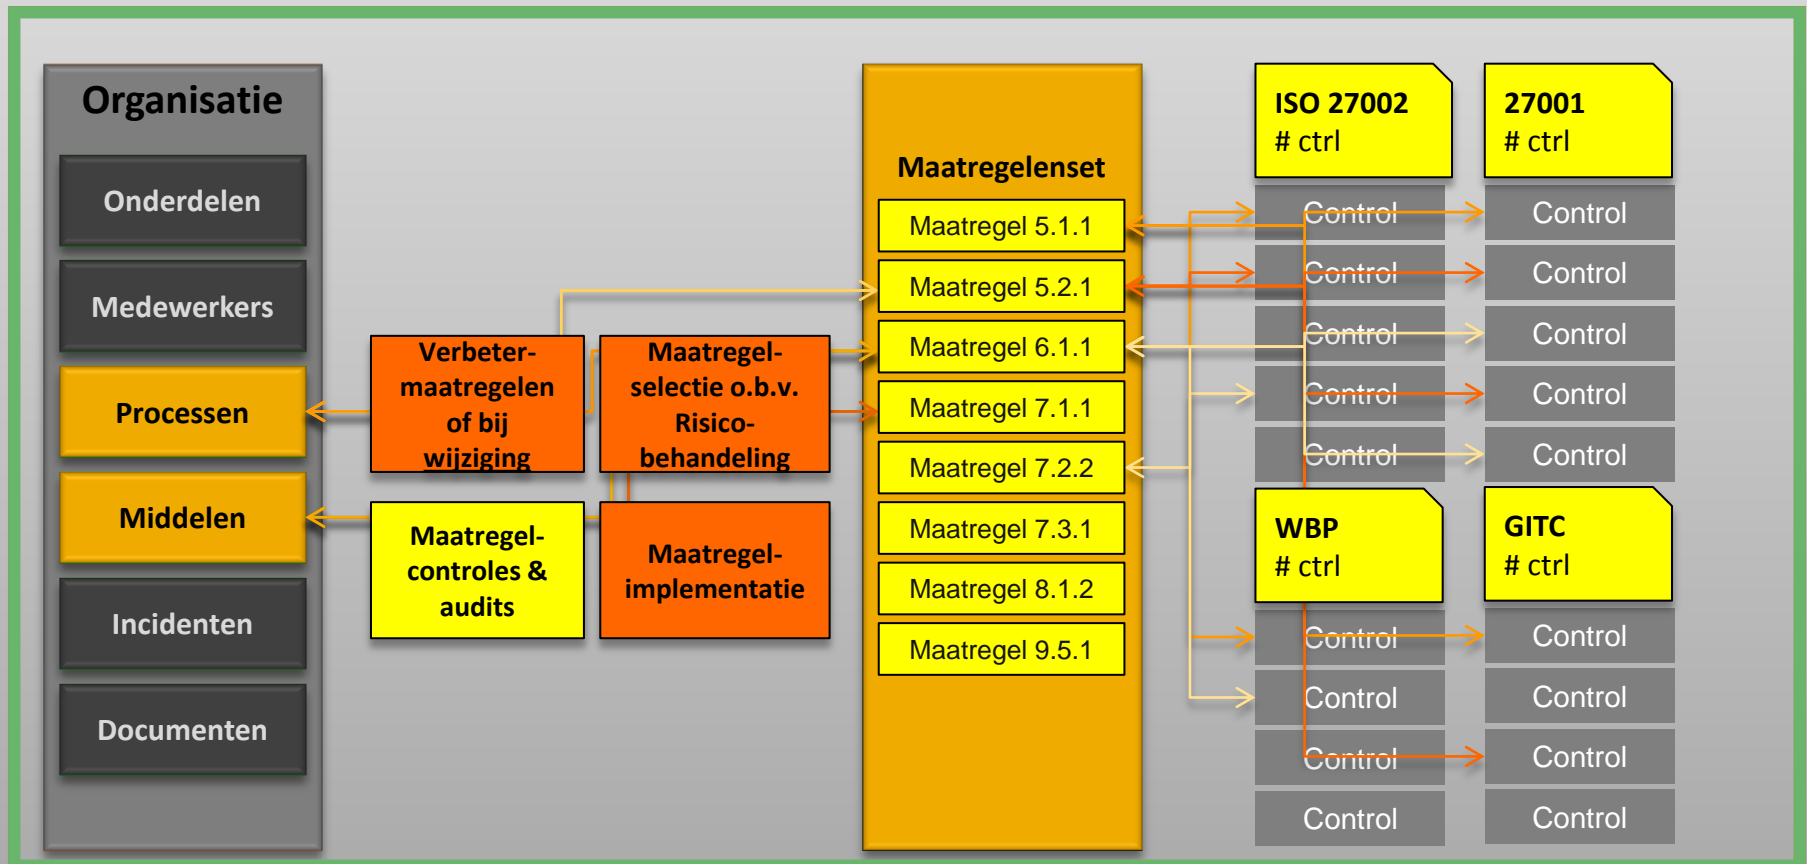 Organisatie
Onderdelen
Medewerkers
Processen
Middelen
Incidenten
Documenten
Verbeter-
maatregelen
of bij
wijziging
Maatregel-
selectie o.b.v.
Risico-
behandeling
Maatregel-
controles &
audits
Maatregel-
implementatie
Maatregelenset
Maatregel 5.1.1
Maatregel 5.2.1
Maatregel 6.1.1
Maatregel 7.1.1
Maatregel 7.2.2
Maatregel 7.3.1
Maatregel 8.1.2
Maatregel 9.5.1
ISO 27002
# ctrl
Control
Control
Control
Control
Control
27001
# ctrl
Control
Control
Control
Control
Control
WBP
# ctrl
Control
Control
Control
Control
GITC
# ctrl
Control
Control
Control
Control